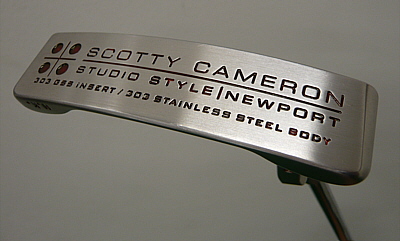 SCOTTY CAMERON
STUDIO STYLE|NEWPORT
303 GSS INSERT / 303 STAINLESS STEEL BODY